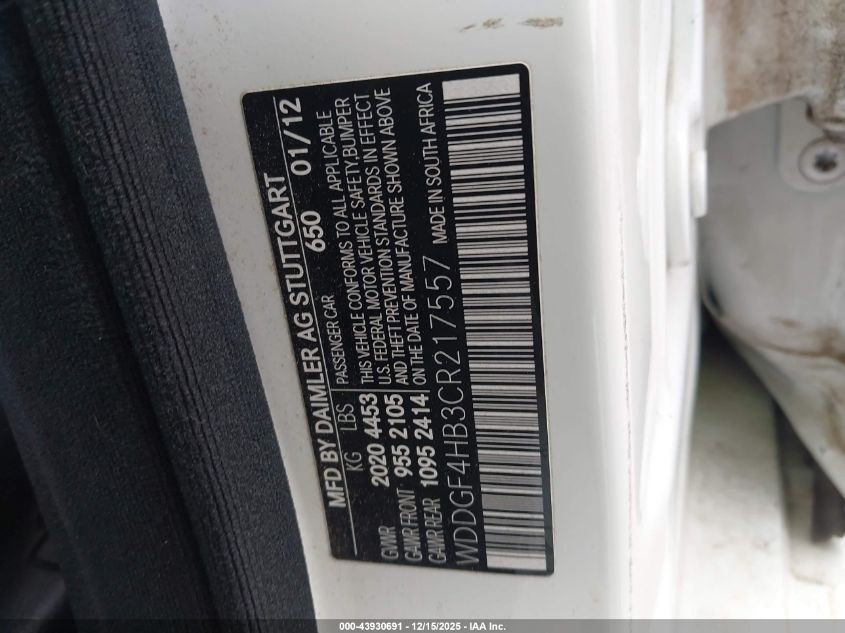 MFD BY DAIMLER AG STUTTGART
650 01/12
KG LBS PASSENGER CAR
GVWR 2020 4453 THIS VEHICLE CONFORMS TO ALL APPLICABLE
GAWR FRONT 955 2105 U.S. FEDERAL MOTOR VEHICLE SAFETY,BUMPER
GAWR REAR 1095 2414 AND THEFT PREVENTION STANDARDS IN EFFECT
ON THE DATE OF MANUFACTURE SHOWN ABOVE
WDDGF4HB3CR217557 MADE IN SOUTH AFRICA
000-43930691 - 12/15/2025 - IAA Inc.